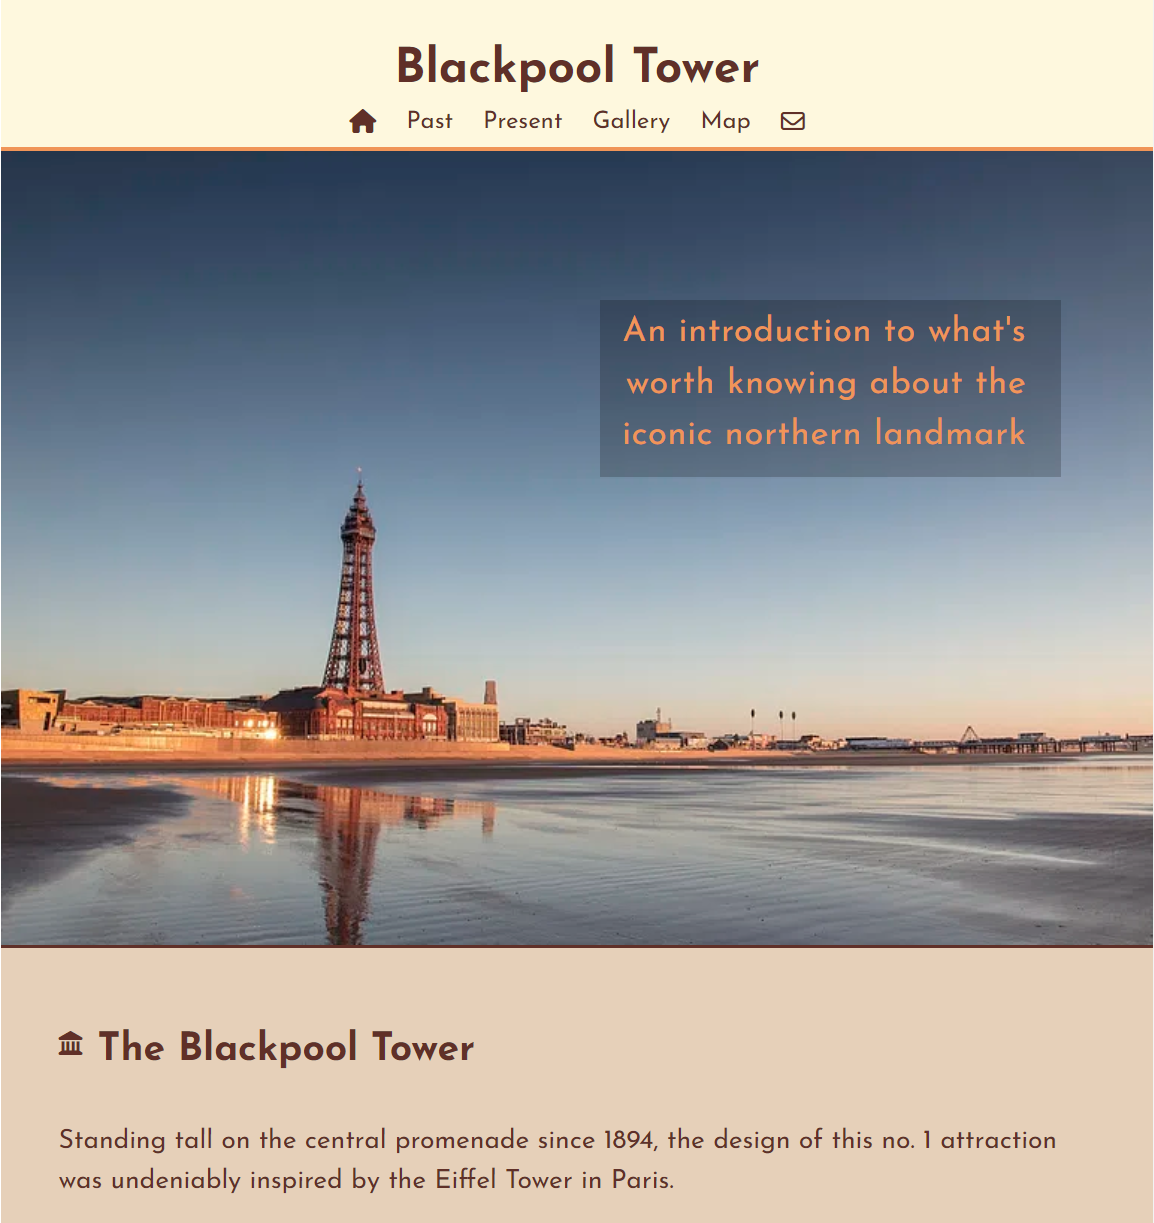 Blackpool Tower
Past Present Gallery Map
An introduction to what's
worth knowing about the
iconic northern landmark
The Blackpool Tower
Standing tall on the central promenade since 1894, the design of this no. 1 attraction
was undeniably inspired by the Eiffel Tower in Paris.